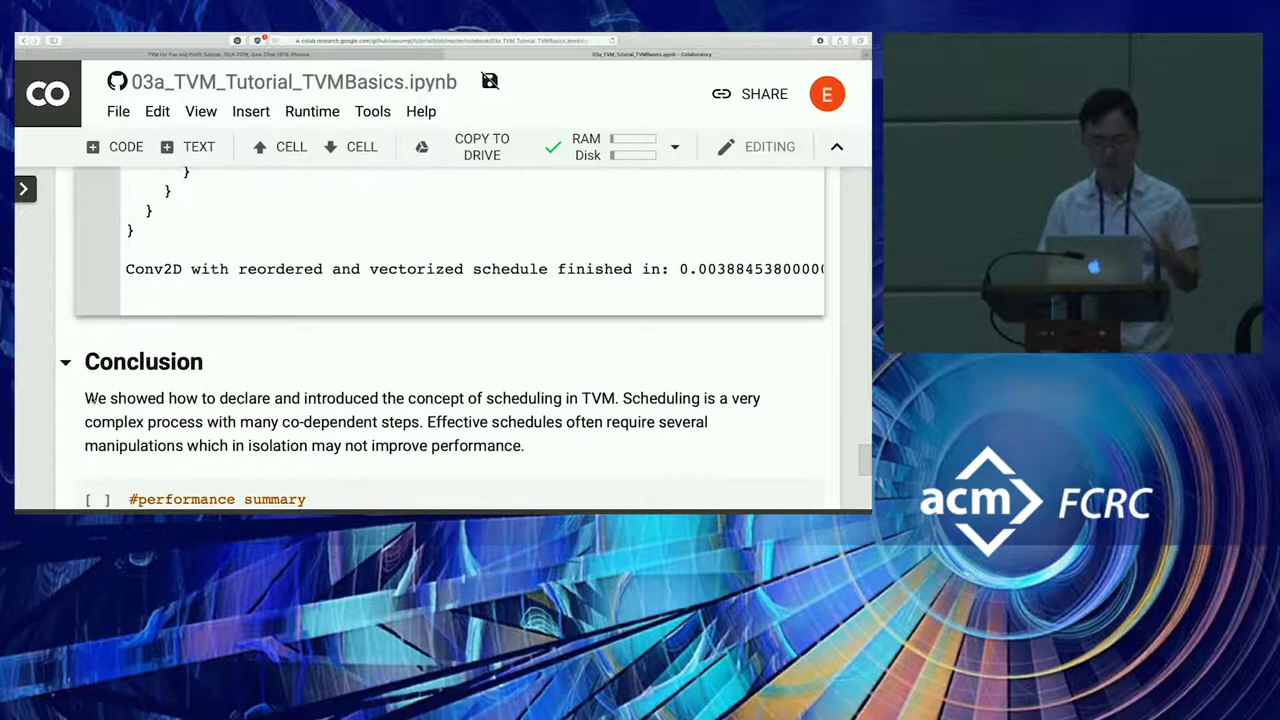 03a_TVM_Tutorial_TVMBasics.ipynb
CO
SHARE
E
File Edit View Insert Runtime Tools Help
CODE TEXT CELL CELL COPY TO DRIVE RAM Disk EDITING
}
}
}
}
Conv2D with reordered and vectorized schedule finished in: 0.0038845380000
Conclusion
We showed how to declare and introduced the concept of scheduling in TVM. Scheduling is a very
complex process with many co-dependent steps. Effective schedules often require several
manipulations which in isolation may not improve performance.
[ ] #performance summary
acm FCRC